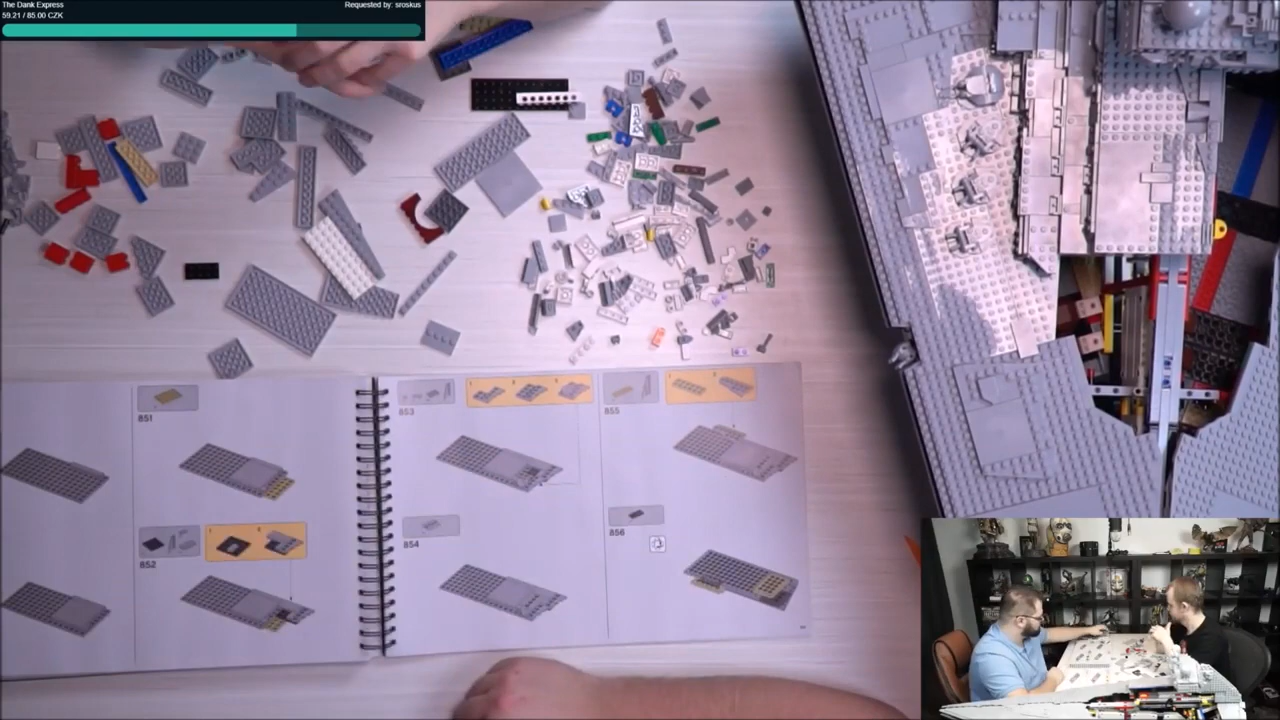 The Dank Express
Requested by: sroskus
59.21 / 85.00 CZK
851
853
855
852
854
856